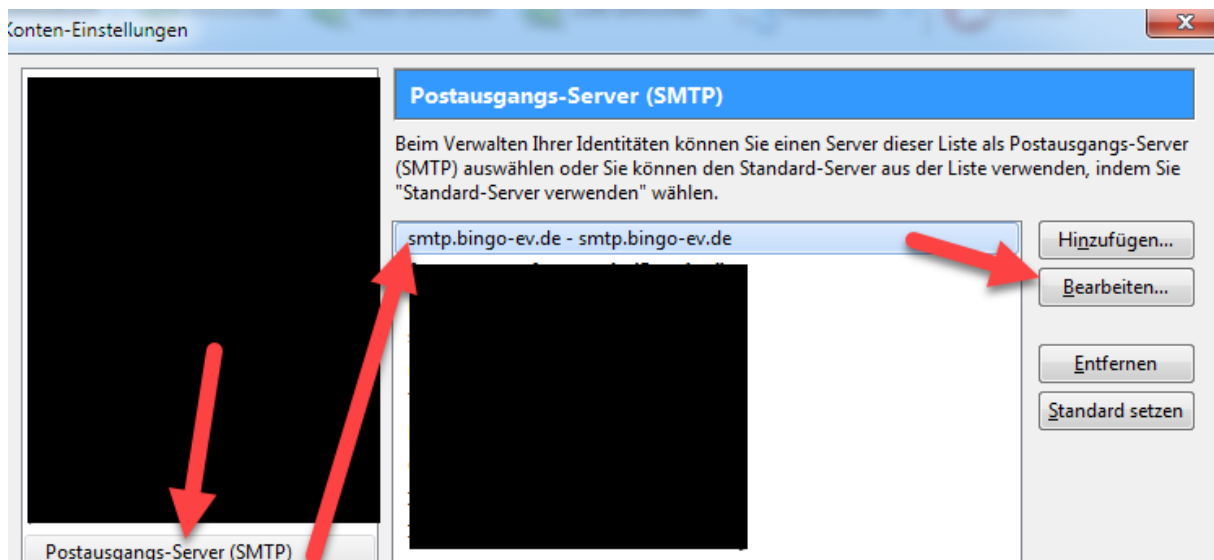 Konten-Einstellungen
Postausgangs-Server (SMTP)
Beim Verwalten Ihrer Identitäten können Sie einen Server dieser Liste als Postausgangs-Server
(SMTP) auswählen oder Sie können den Standard-Server aus der Liste verwenden, indem Sie
"Standard-Server verwenden" wählen.
smtp.bingo-ev.de - smtp.bingo-ev.de
Hinzufügen...
Bearbeiten...
Entfernen
Standard setzen
Postausgangs-Server (SMTP)